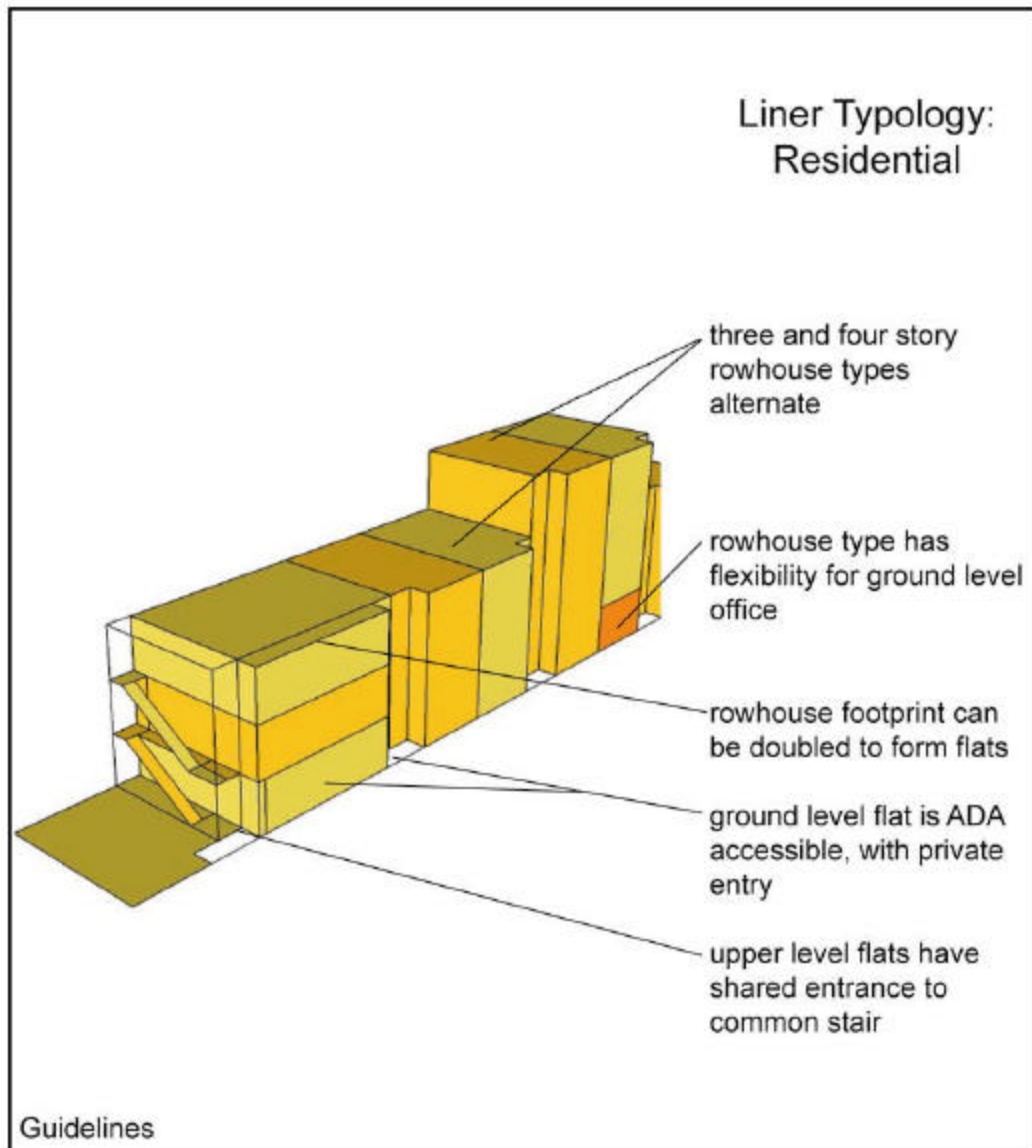 Liner Typology:
Residential
three and four story
rowhouse types
alternate
rowhouse type has
flexibility for ground level
office
rowhouse footprint can
be doubled to form flats
ground level flat is ADA
accessible, with private
entry
upper level flats have
shared entrance to
common stair
Guidelines